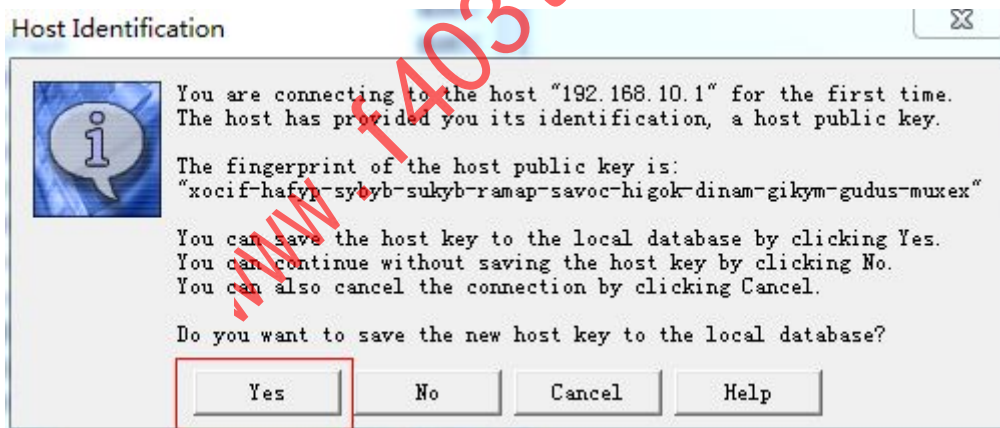 Host Identification
You are connecting to the host "192.168.10.1" for the first time.
The host has provided you its identification, a host public key.
The fingerprint of the host public key is:
"xocif-hafyp-sybyb-sukyb-ramap-savoc-higok-dinam-gikym-gudus-muxex"
You can save the host key to the local database by clicking Yes.
You can continue without saving the host key by clicking No.
You can also cancel the connection by clicking Cancel.
Do you want to save the new host key to the local database?
Yes No Cancel Help
www.f403